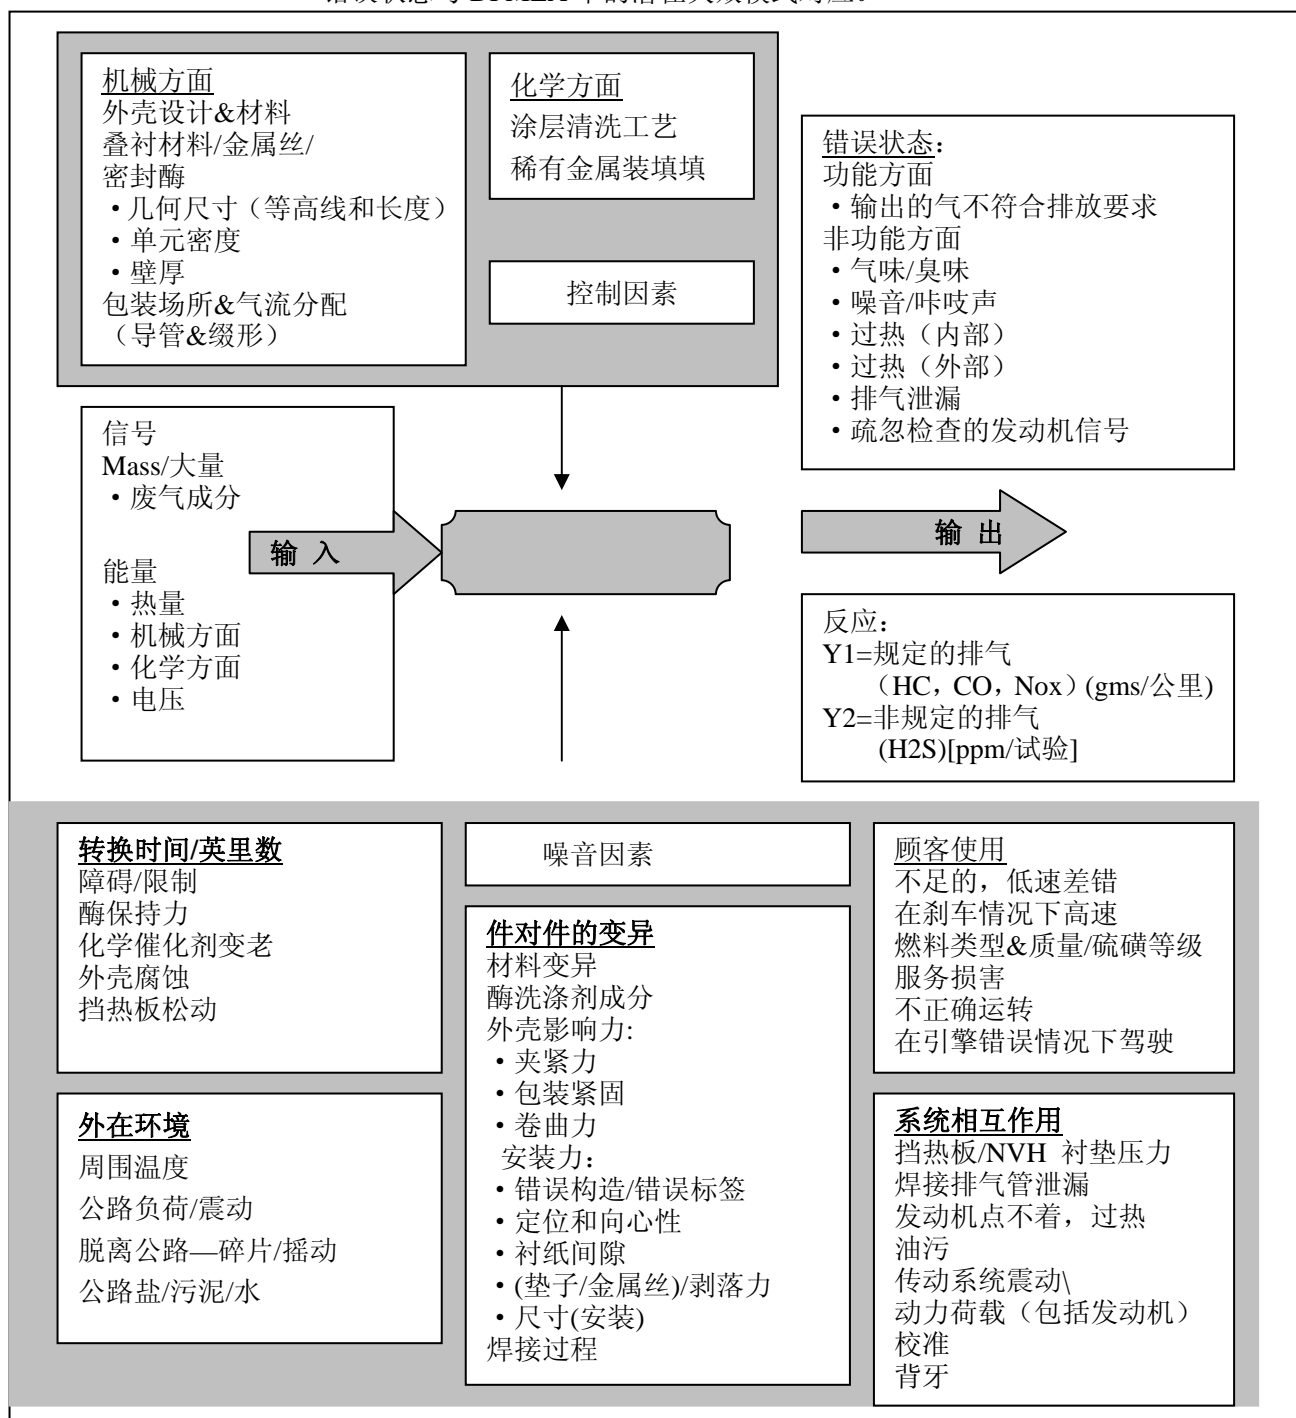 机械方面
外壳设计&材料
叠衬材料/金属丝/
密封酶
·几何尺寸（等高线和长度）
·单元密度
·壁厚
包装场所&气流分配
（导管&缀形）
化学方面
涂层清洗工艺
稀有金属装填填
控制因素
错误状态：
功能方面
·输出的气不符合排放要求
非功能方面
·气味/臭味
·噪音/咔吱声
·过热（内部）
·过热（外部）
·排气泄漏
·疏忽检查的发动机信号
信号
Mass/大量
·废气成分
能量
·热量
·机械方面
·化学方面
·电压
输 入
输 出
反应：
Y1=规定的排气
（HC，CO，Nox）(gms/公里)
Y2=非规定的排气
(H2S)[ppm/试验]
转换时间/英里数
障碍/限制
酶保持力
化学催化剂变老
外壳腐蚀
挡热板松动
外在环境
周围温度
公路负荷/震动
脱离公路—碎片/摇动
公路盐/污泥/水
噪音因素
件对件的变异
材料变异
酶洗涤剂成分
外壳影响力:
·夹紧力
·包装紧固
·卷曲力
安装力：
·错误构造/错误标签
·定位和向心性
·衬纸间隙
·(垫子/金属丝)/剥落力
·尺寸(安装)
焊接过程
顾客使用
不足的，低速差错
在刹车情况下高速
燃料类型&质量/硫磺等级
服务损害
不正确运转
在引擎错误情况下驾驶
系统相互作用
挡热板/NVH 衬垫压力
焊接排气管泄漏
发动机点不着，过热
油污
传动系统震动\
动力荷载（包括发动机）
校准
背牙